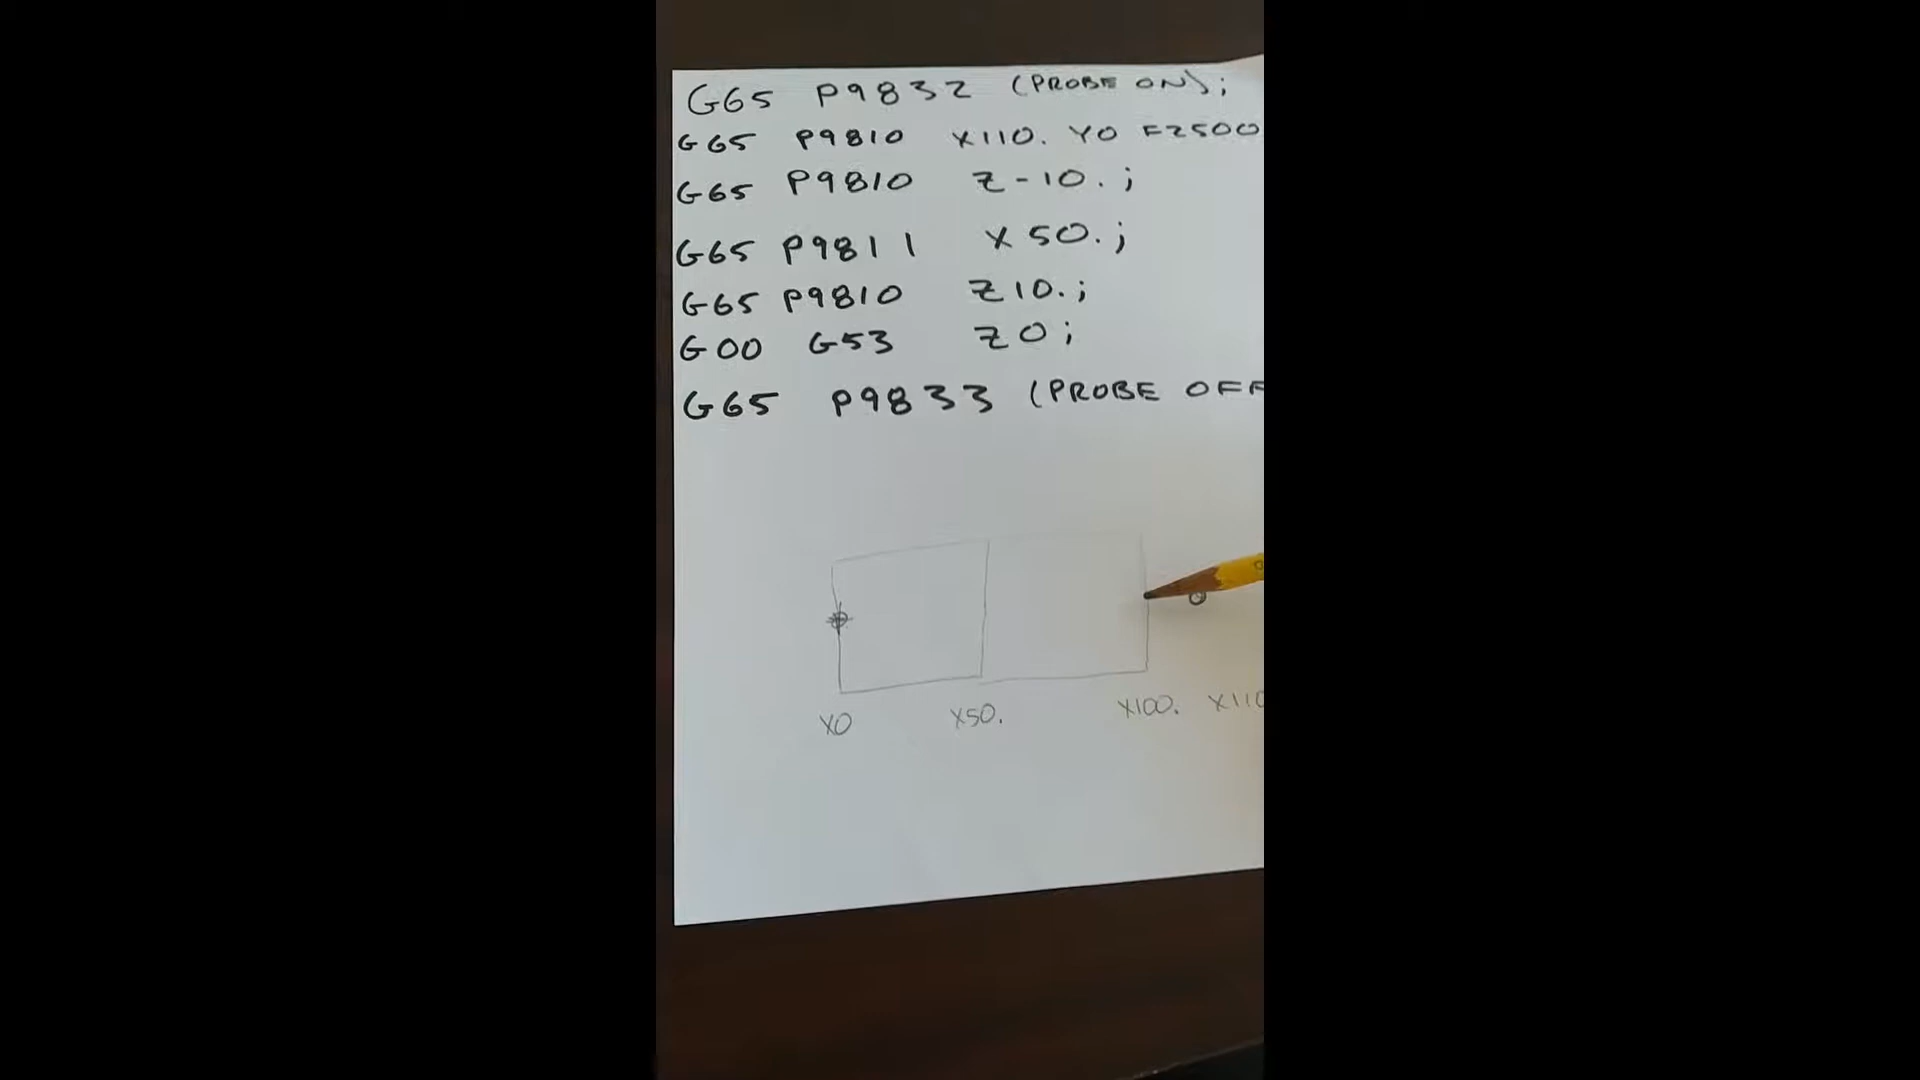 G65 P9832 (PROBE ON);
G65 P9810 X110. Y0 F2500
G65 P9810 Z-10.;
G65 P9811 X50.;
G65 P9810 Z10.;
G00 G53 Z0;
G65 P9833 (PROBE OFF
X0 X50. X100. X110